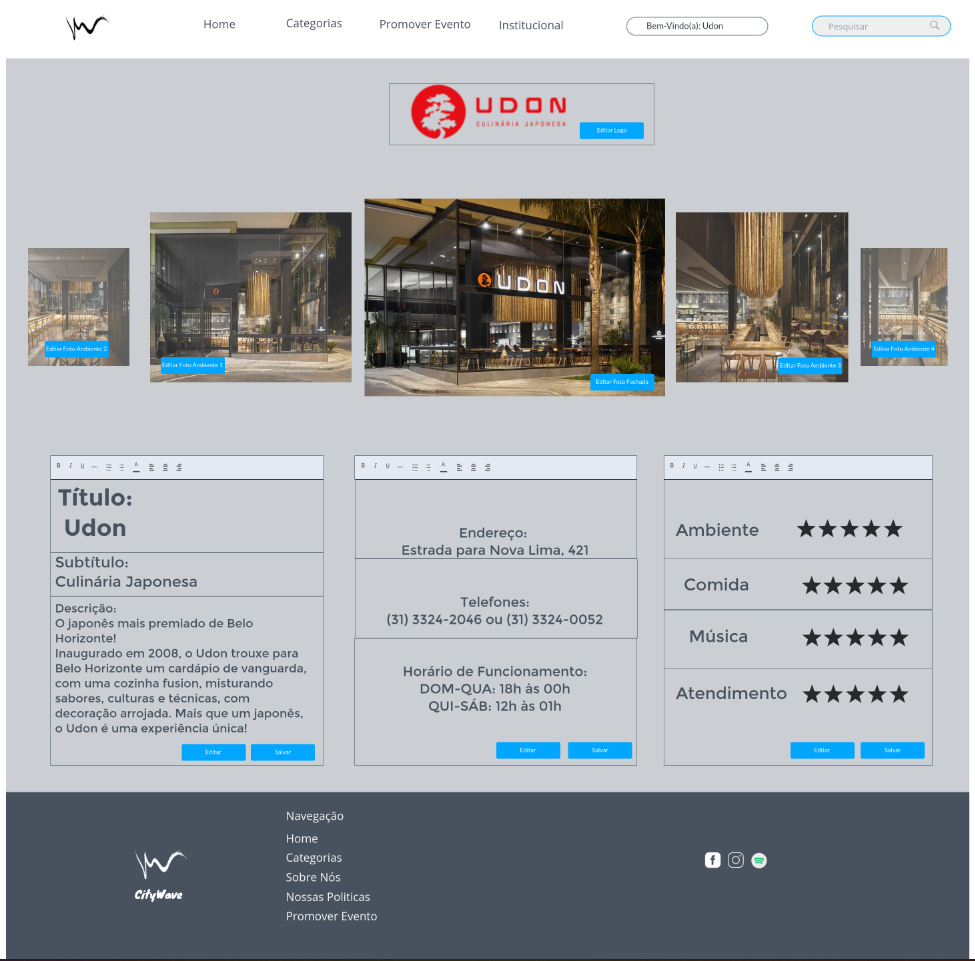 Home
Categorias
Promover Evento
Institucional
Bem-Vindo(a): Udon
Pesquisar
UDON
CULINÁRIA JAPONESA
Editar Logo
UDON
Editar Foto Ambiente 2
Editar Foto Ambiente 1
Editar Foto Fachada
Editar Foto Ambiente 3
Editar Foto Ambiente 4
B I U A
B I U A
B I U A
Título:
Udon
Subtítulo:
Culinária Japonesa
Descrição:
O japonês mais premiado de Belo
Horizonte!
Inaugurado em 2008, o Udon trouxe para
Belo Horizonte um cardápio de vanguarda,
com uma cozinha fusion, misturando
sabores, culturas e técnicas, com
decoração arrojada. Mais que um japonês,
o Udon é uma experiência única!
Editar
Salvar
Endereço:
Estrada para Nova Lima, 421
Telefones:
(31) 3324-2046 ou (31) 3324-0052
Horário de Funcionamento:
DOM-QUA: 18h às 00h
QUI-SÁB: 12h às 01h
Editar
Salvar
Ambiente
Comida
Música
Atendimento
Editar
Salvar
CityWave
Navegação
Home
Categorias
Sobre Nós
Nossas Politicas
Promover Evento